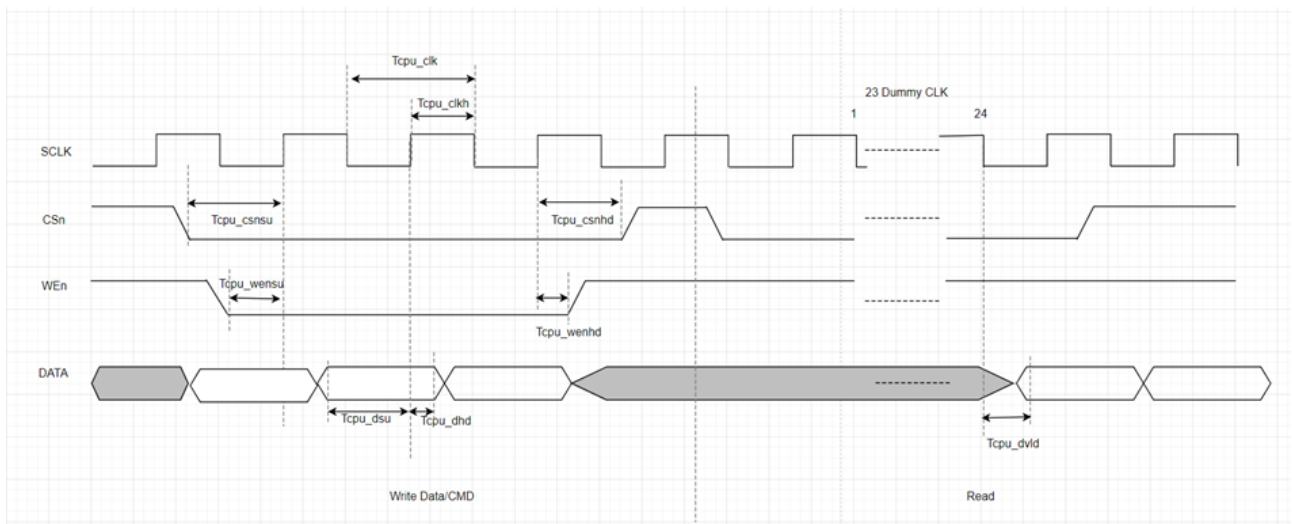 Tcpu_clk
23 Dummy CLK
Tcpu_clkh
1
24
SCLK
CSn
Tcpu_csnsu
Tcpu_csnhd
WEn
Tcpu_wensu
Tcpu_wenhd
DATA
Tcpu_dsu
Tcpu_dhd
Tcpu_dvld
Write Data/CMD
Read